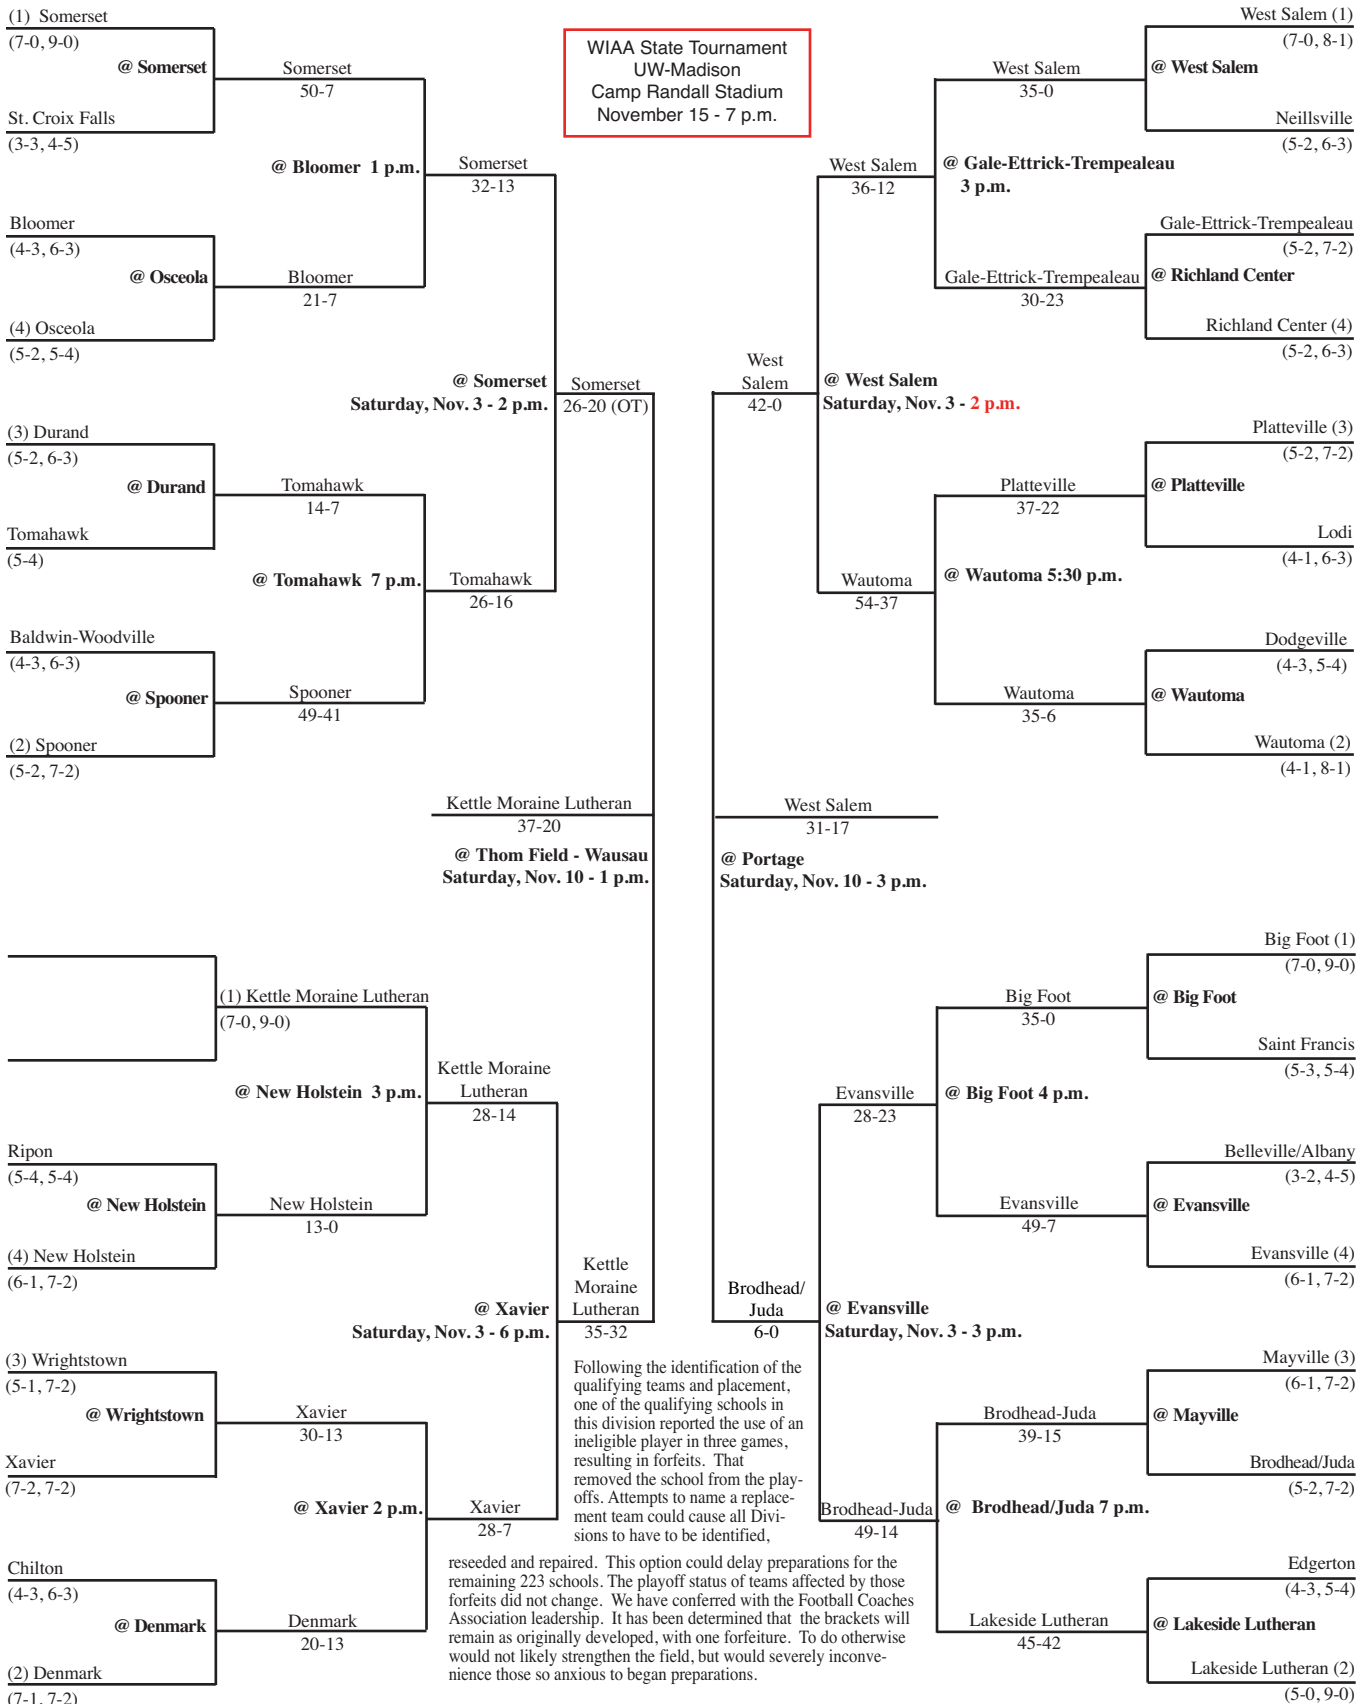 (1) Somerset
(7-0, 9-0)
@ Somerset
St. Croix Falls
(3-3, 4-5)
Somerset
50-7
@ Bloomer 1 p.m.
Bloomer
(4-3, 6-3)
@ Osceola
(4) Osceola
(5-2, 5-4)
Bloomer
21-7
Somerset
32-13
@ Somerset
Saturday, Nov. 3 - 2 p.m.
(3) Durand
(5-2, 6-3)
@ Durand
Tomahawk
(5-4)
Tomahawk
14-7
@ Tomahawk 7 p.m.
Baldwin-Woodville
(4-3, 6-3)
@ Spooner
(2) Spooner
(5-2, 7-2)
Spooner
49-41
Tomahawk
26-16
Somerset
26-20 (OT)
Kettle Moraine Lutheran
37-20
@ Thom Field - Wausau
Saturday, Nov. 10 - 1 p.m.
(1) Kettle Moraine Lutheran
(7-0, 9-0)
@ New Holstein 3 p.m.
Ripon
(5-4, 5-4)
@ New Holstein
(4) New Holstein
(6-1, 7-2)
New Holstein
13-0
Kettle Moraine
Lutheran
28-14
@ Xavier
Saturday, Nov. 3 - 6 p.m.
(3) Wrightstown
(5-1, 7-2)
@ Wrightstown
Xavier
(7-2, 7-2)
Xavier
30-13
@ Xavier 2 p.m.
Chilton
(4-3, 6-3)
@ Denmark
(2) Denmark
(7-1, 7-2)
Denmark
20-13
Xavier
28-7
Kettle
Moraine
Lutheran
35-32
WIAA State Tournament
UW-Madison
Camp Randall Stadium
November 15 - 7 p.m.
West Salem (1)
(7-0, 8-1)
@ West Salem
Neillsville
(5-2, 6-3)
West Salem
35-0
@ Gale-Ettrick-Trempealeau
3 p.m.
Gale-Ettrick-Trempealeau
(5-2, 7-2)
@ Richland Center
Richland Center (4)
(5-2, 6-3)
Gale-Ettrick-Trempealeau
30-23
West Salem
36-12
@ West Salem
Saturday, Nov. 3 - 2 p.m.
Platteville (3)
(5-2, 7-2)
@ Platteville
Lodi
(4-1, 6-3)
Platteville
37-22
@ Wautoma 5:30 p.m.
Dodgeville
(4-3, 5-4)
@ Wautoma
Wautoma (2)
(4-1, 8-1)
Wautoma
35-6
Wautoma
54-37
West
Salem
42-0
West Salem
31-17
@ Portage
Saturday, Nov. 10 - 3 p.m.
Big Foot (1)
(7-0, 9-0)
@ Big Foot
Saint Francis
(5-3, 5-4)
Big Foot
35-0
@ Big Foot 4 p.m.
Belleville/Albany
(3-2, 4-5)
@ Evansville
Evansville (4)
(6-1, 7-2)
Evansville
49-7
Evansville
28-23
@ Evansville
Saturday, Nov. 3 - 3 p.m.
Mayville (3)
(6-1, 7-2)
@ Mayville
Brodhead/Juda
(5-2, 7-2)
Brodhead-Juda
39-15
@ Brodhead/Juda 7 p.m.
Edgerton
(4-3, 5-4)
@ Lakeside Lutheran
Lakeside Lutheran (2)
(5-0, 9-0)
Lakeside Lutheran
45-42
Brodhead-Juda
49-14
Brodhead/
Juda
6-0
Following the identification of the
qualifying teams and placement,
one of the qualifying schools in
this division reported the use of an
ineligible player in three games,
resulting in forfeits. That
removed the school from the play-
offs. Attempts to name a replace-
ment team could cause all Divi-
sions to have to be identified,
reseeded and repaired. This option could delay preparations for the
remaining 223 schools. The playoff status of teams affected by those
forfeits did not change. We have conferred with the Football Coaches
Association leadership. It has been determined that the brackets will
remain as originally developed, with one forfeiture. To do otherwise
would not likely strengthen the field, but would severely inconve-
nience those so anxious to began preparations.